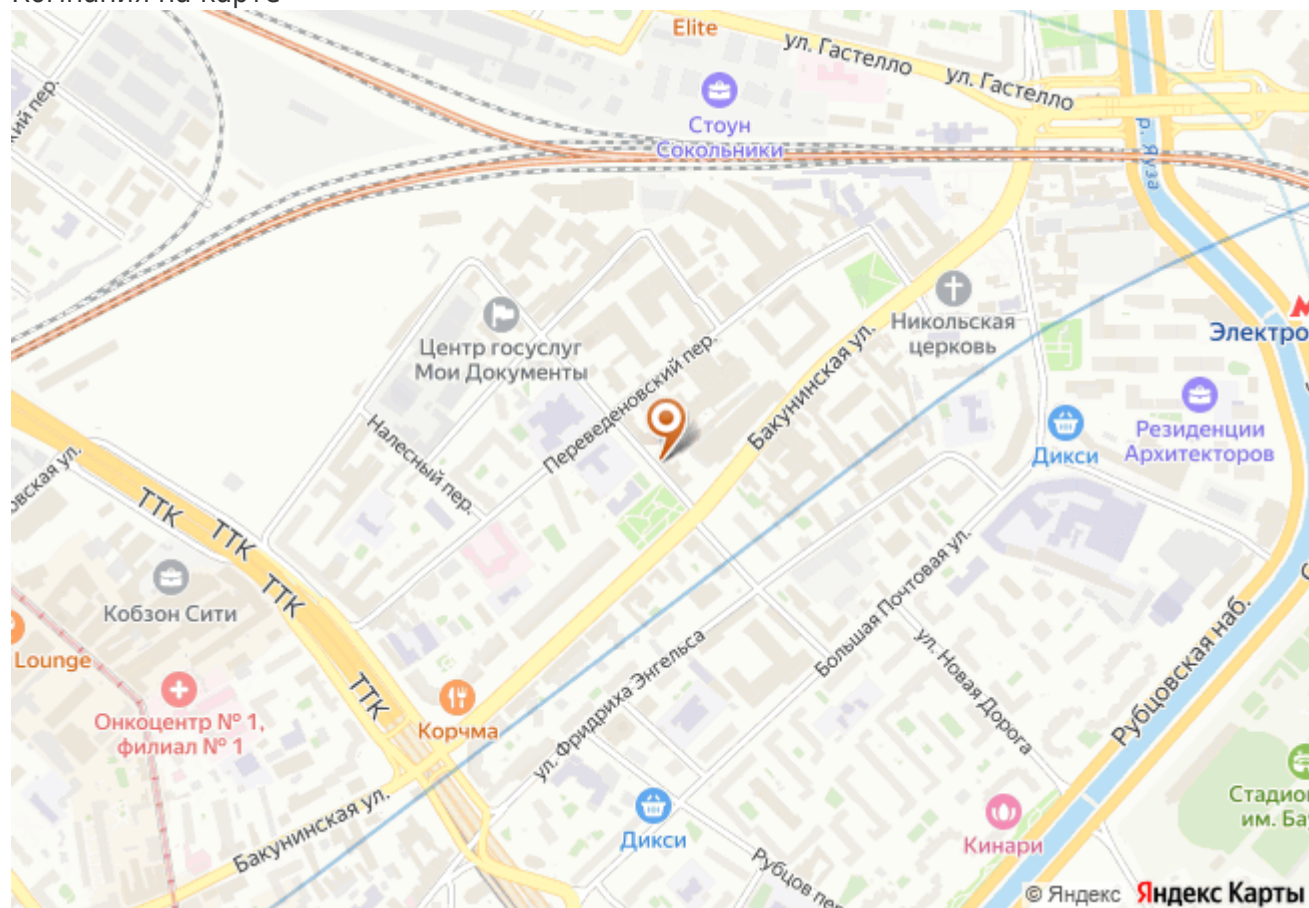 Elite
ул. Гастелло
ул. Гастелло
Стоун
Сокольники
р. Яуза
Никольская
церковь
Центр госуслуг
Мои Документы
Переведеновский пер.
Бакунинская ул.
Налесный пер.
Дикси
Резиденции
Архитекторов
ТТК
ТТК
ТТК
ТТК
Кобзон Сити
Lounge
Онкоцентр № 1,
филиал № 1
Корчма
ул. Фридриха Энгельса
Большая Почтовая ул.
ул. Новая Дорога
Рубцовская наб.
Бакунинская ул.
Дикси
Кинари
© Яндекс Яндекс Карты